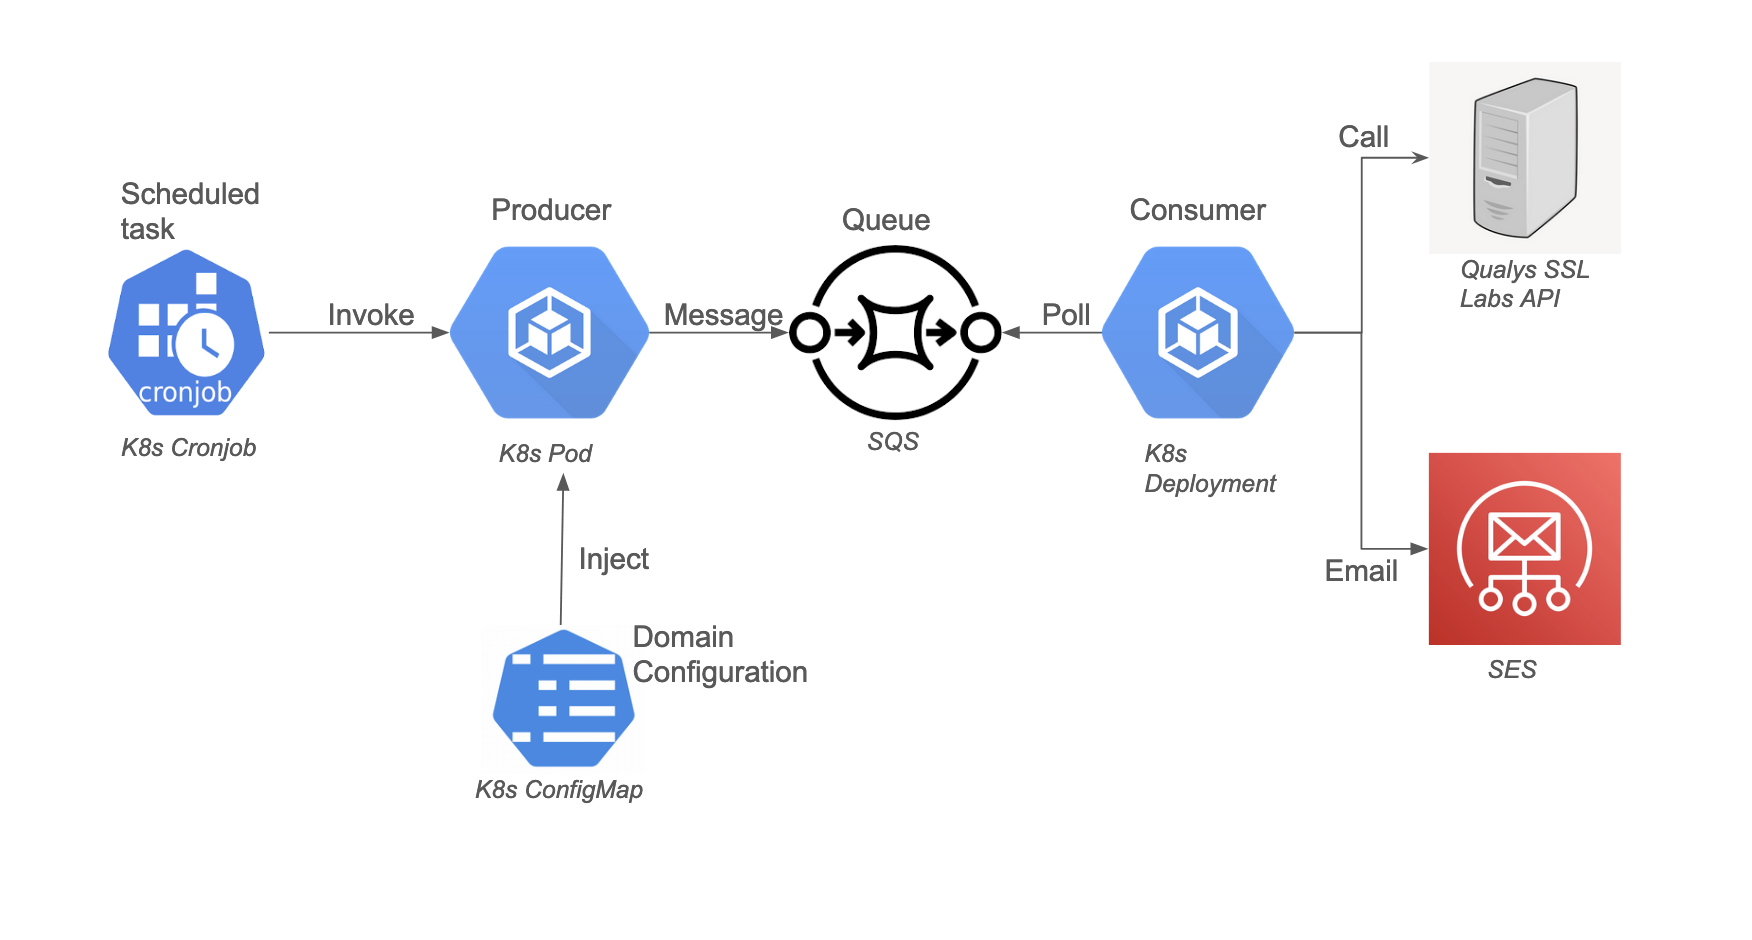 Scheduled
task
cronjob
K8s Cronjob
Invoke
Producer
K8s Pod
Inject
Domain
Configuration
K8s ConfigMap
Message
Queue
SQS
Poll
Consumer
K8s
Deployment
Call
Qualys SSL
Labs API
Email
SES